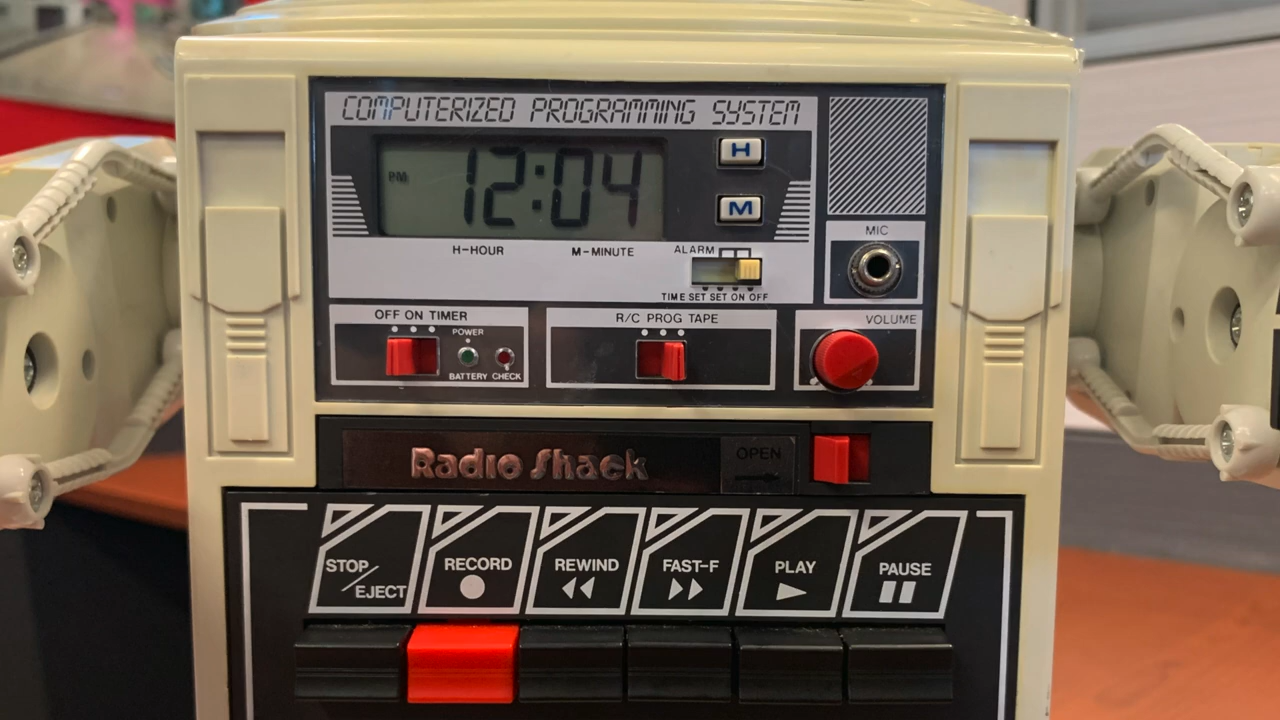 COMPUTERIZED PROGRAMMING SYSTEM
PM 12:04
H
M
H-HOUR M-MINUTE
ALARM
TIME SET SET ON OFF
MIC
OFF ON TIMER
POWER
BATTERY CHECK
R/C PROG TAPE
VOLUME
Radio Shack
OPEN
STOP/EJECT
RECORD
REWIND
FAST-F
PLAY
PAUSE